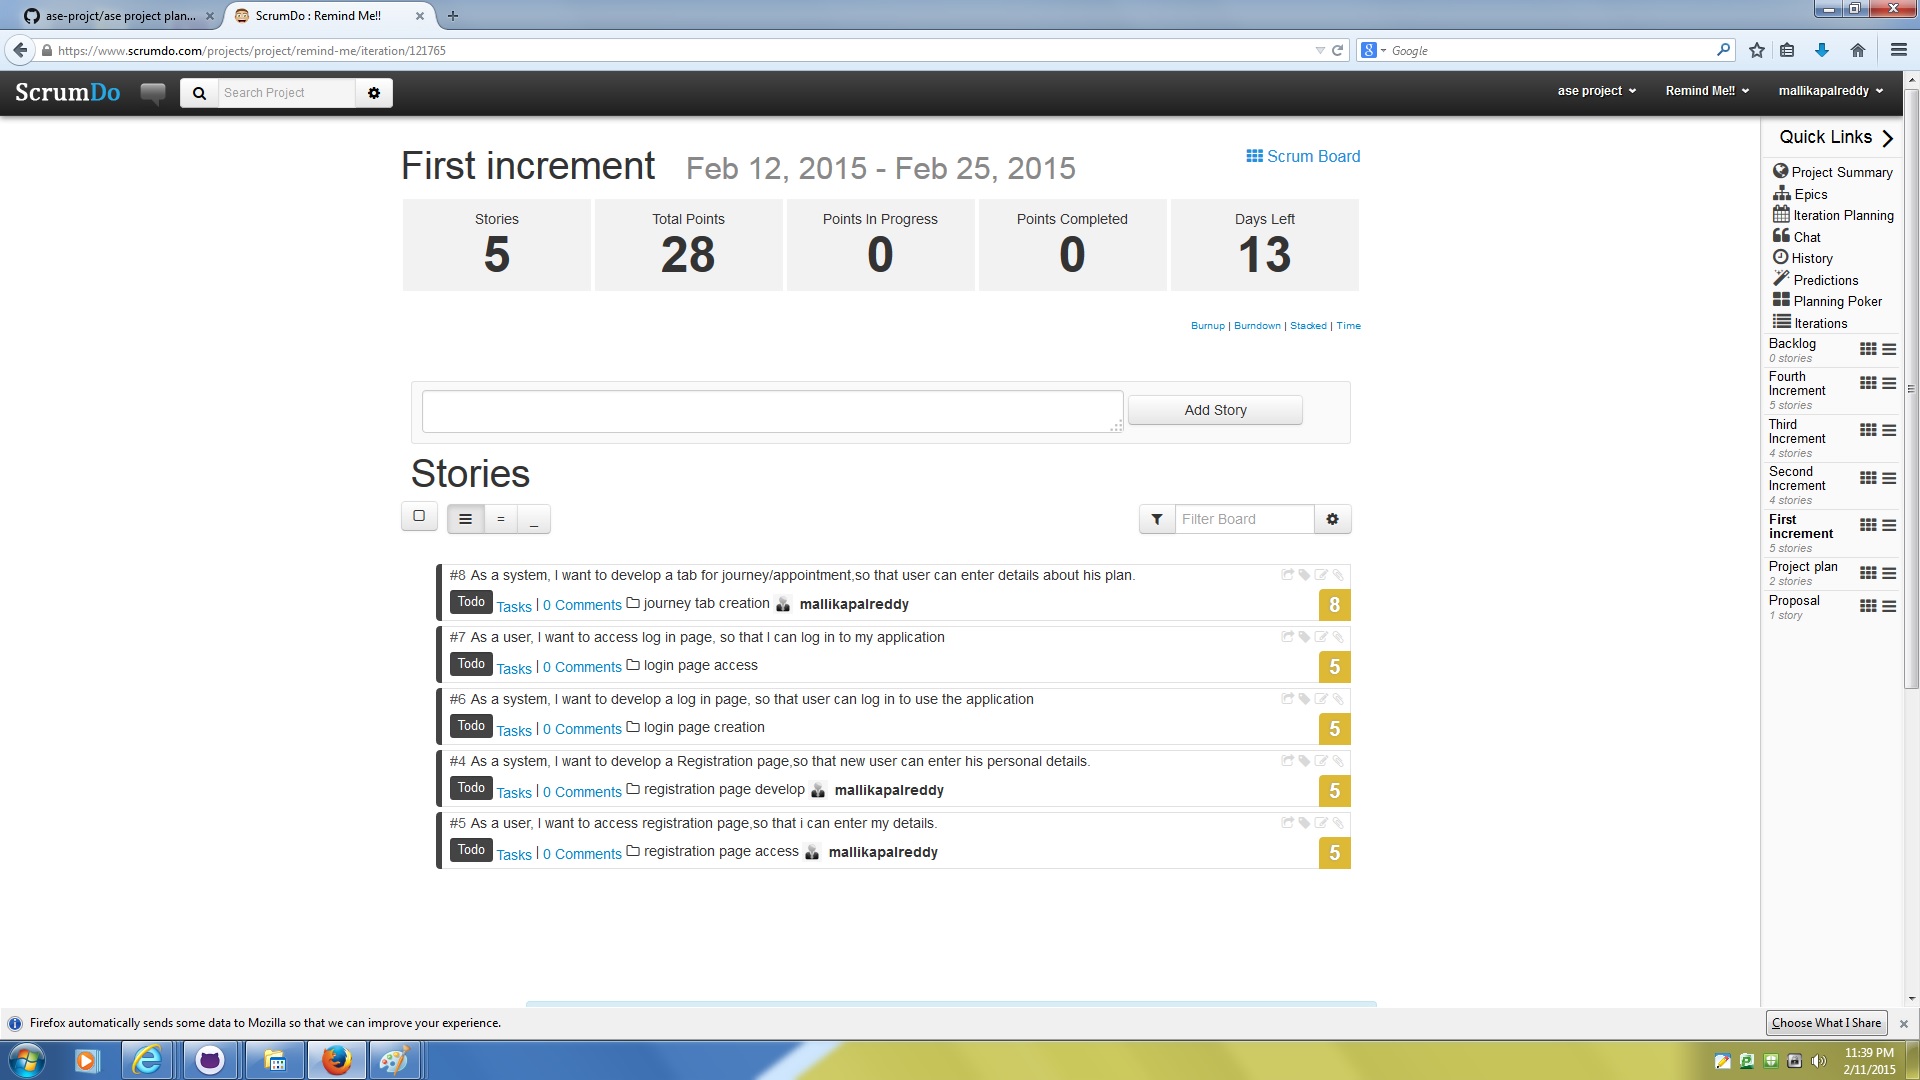 ase-projct/ase project plan...
ScrumDo : Remind Me!!
https://www.scrumdo.com/projects/project/remind-me/iteration/121765
Google
ScrumDo
Search Project
ase project
Remind Me!!
mallikapalreddy
First increment Feb 12, 2015 - Feb 25, 2015
Scrum Board
Stories
5
Total Points
28
Points In Progress
0
Points Completed
0
Days Left
13
Burnup | Burndown | Stacked | Time
Add Story
Stories
Filter Board
#8 As a system, I want to develop a tab for journey/appointment,so that user can enter details about his plan.
Todo Tasks | 0 Comments journey tab creation mallikapalreddy
8
#7 As a user, I want to access log in page, so that I can log in to my application
Todo Tasks | 0 Comments login page access
5
#6 As a system, I want to develop a log in page, so that user can log in to use the application
Todo Tasks | 0 Comments login page creation
5
#4 As a system, I want to develop a Registration page,so that new user can enter his personal details.
Todo Tasks | 0 Comments registration page develop mallikapalreddy
5
#5 As a user, I want to access registration page,so that i can enter my details.
Todo Tasks | 0 Comments registration page access mallikapalreddy
5
Quick Links
Project Summary
Epics
Iteration Planning
Chat
History
Predictions
Planning Poker
Iterations
Backlog
0 stories
Fourth
Increment
5 stories
Third
Increment
4 stories
Second
Increment
4 stories
First
increment
5 stories
Project plan
2 stories
Proposal
1 story
Firefox automatically sends some data to Mozilla so that we can improve your experience.
Choose What I Share
11:39 PM
2/11/2015